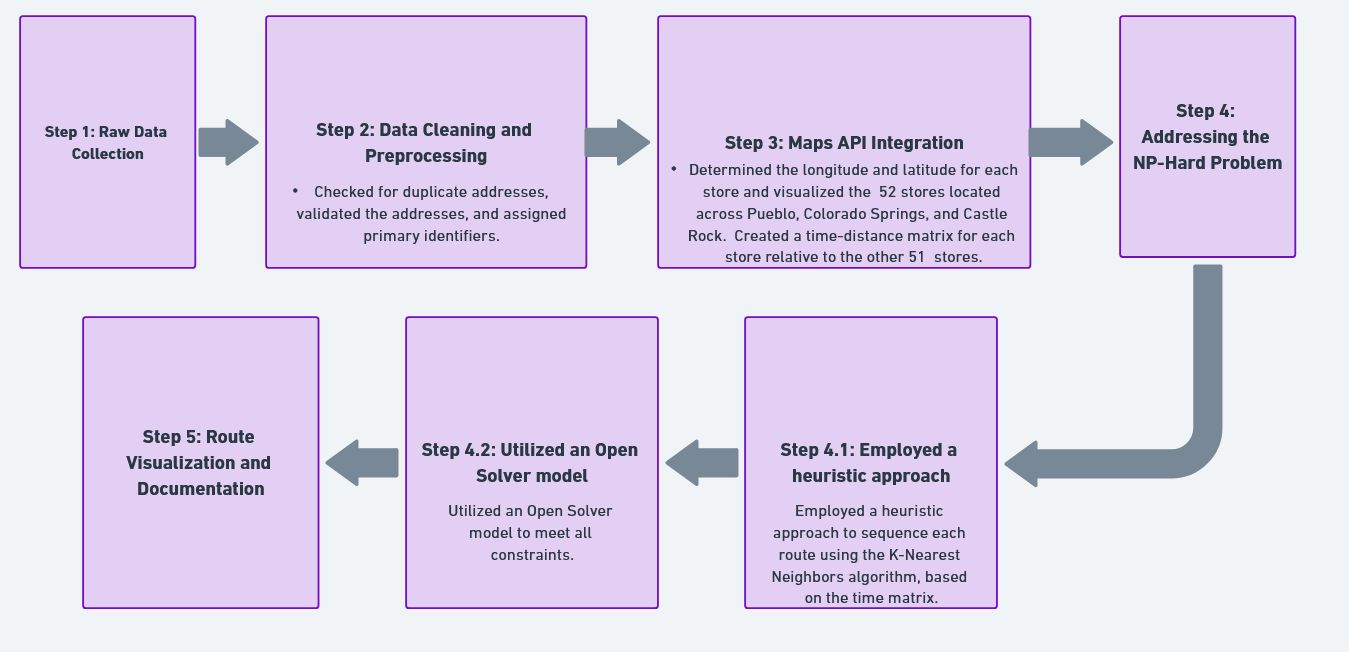 Step 1: Raw Data
Collection
Step 2: Data Cleaning and
Preprocessing
• Checked for duplicate addresses,
validated the addresses, and assigned
primary identifiers.
Step 3: Maps API Integration
• Determined the longitude and latitude for each
store and visualized the 52 stores located
across Pueblo, Colorado Springs, and Castle
Rock. Created a time-distance matrix for each
store relative to the other 51 stores.
Step 4:
Addressing the
NP-Hard Problem
Step 4.1: Employed a
heuristic approach
Employed a heuristic
approach to sequence each
route using the K-Nearest
Neighbors algorithm, based
on the time matrix.
Step 4.2: Utilized an Open
Solver model
Utilized an Open Solver
model to meet all
constraints.
Step 5: Route
Visualization and
Documentation